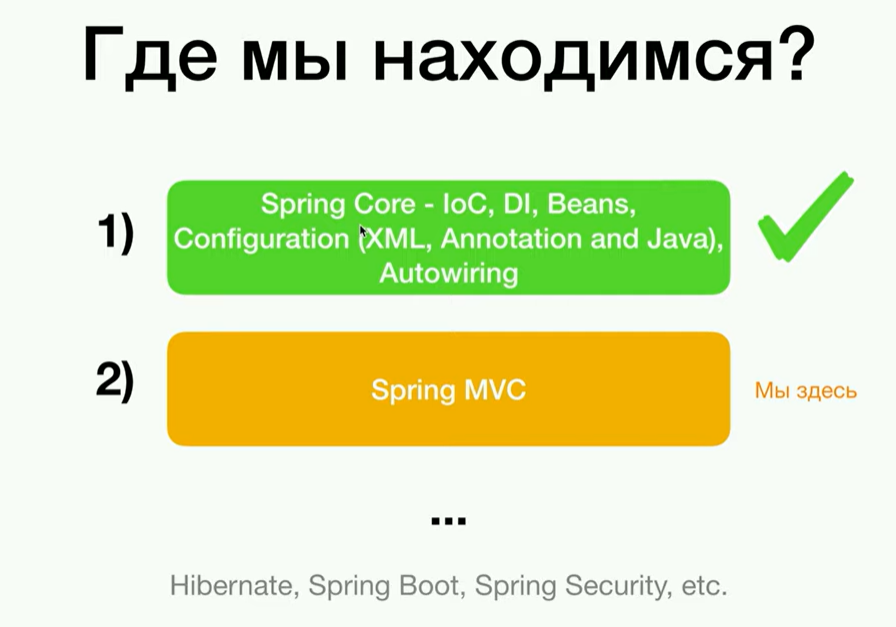 Где мы находимся?
1)
Spring Core - IoC, DI, Beans,
Configuration (XML, Annotation and Java),
Autowiring
2)
Spring MVC
Мы здесь
...
Hibernate, Spring Boot, Spring Security, etc.